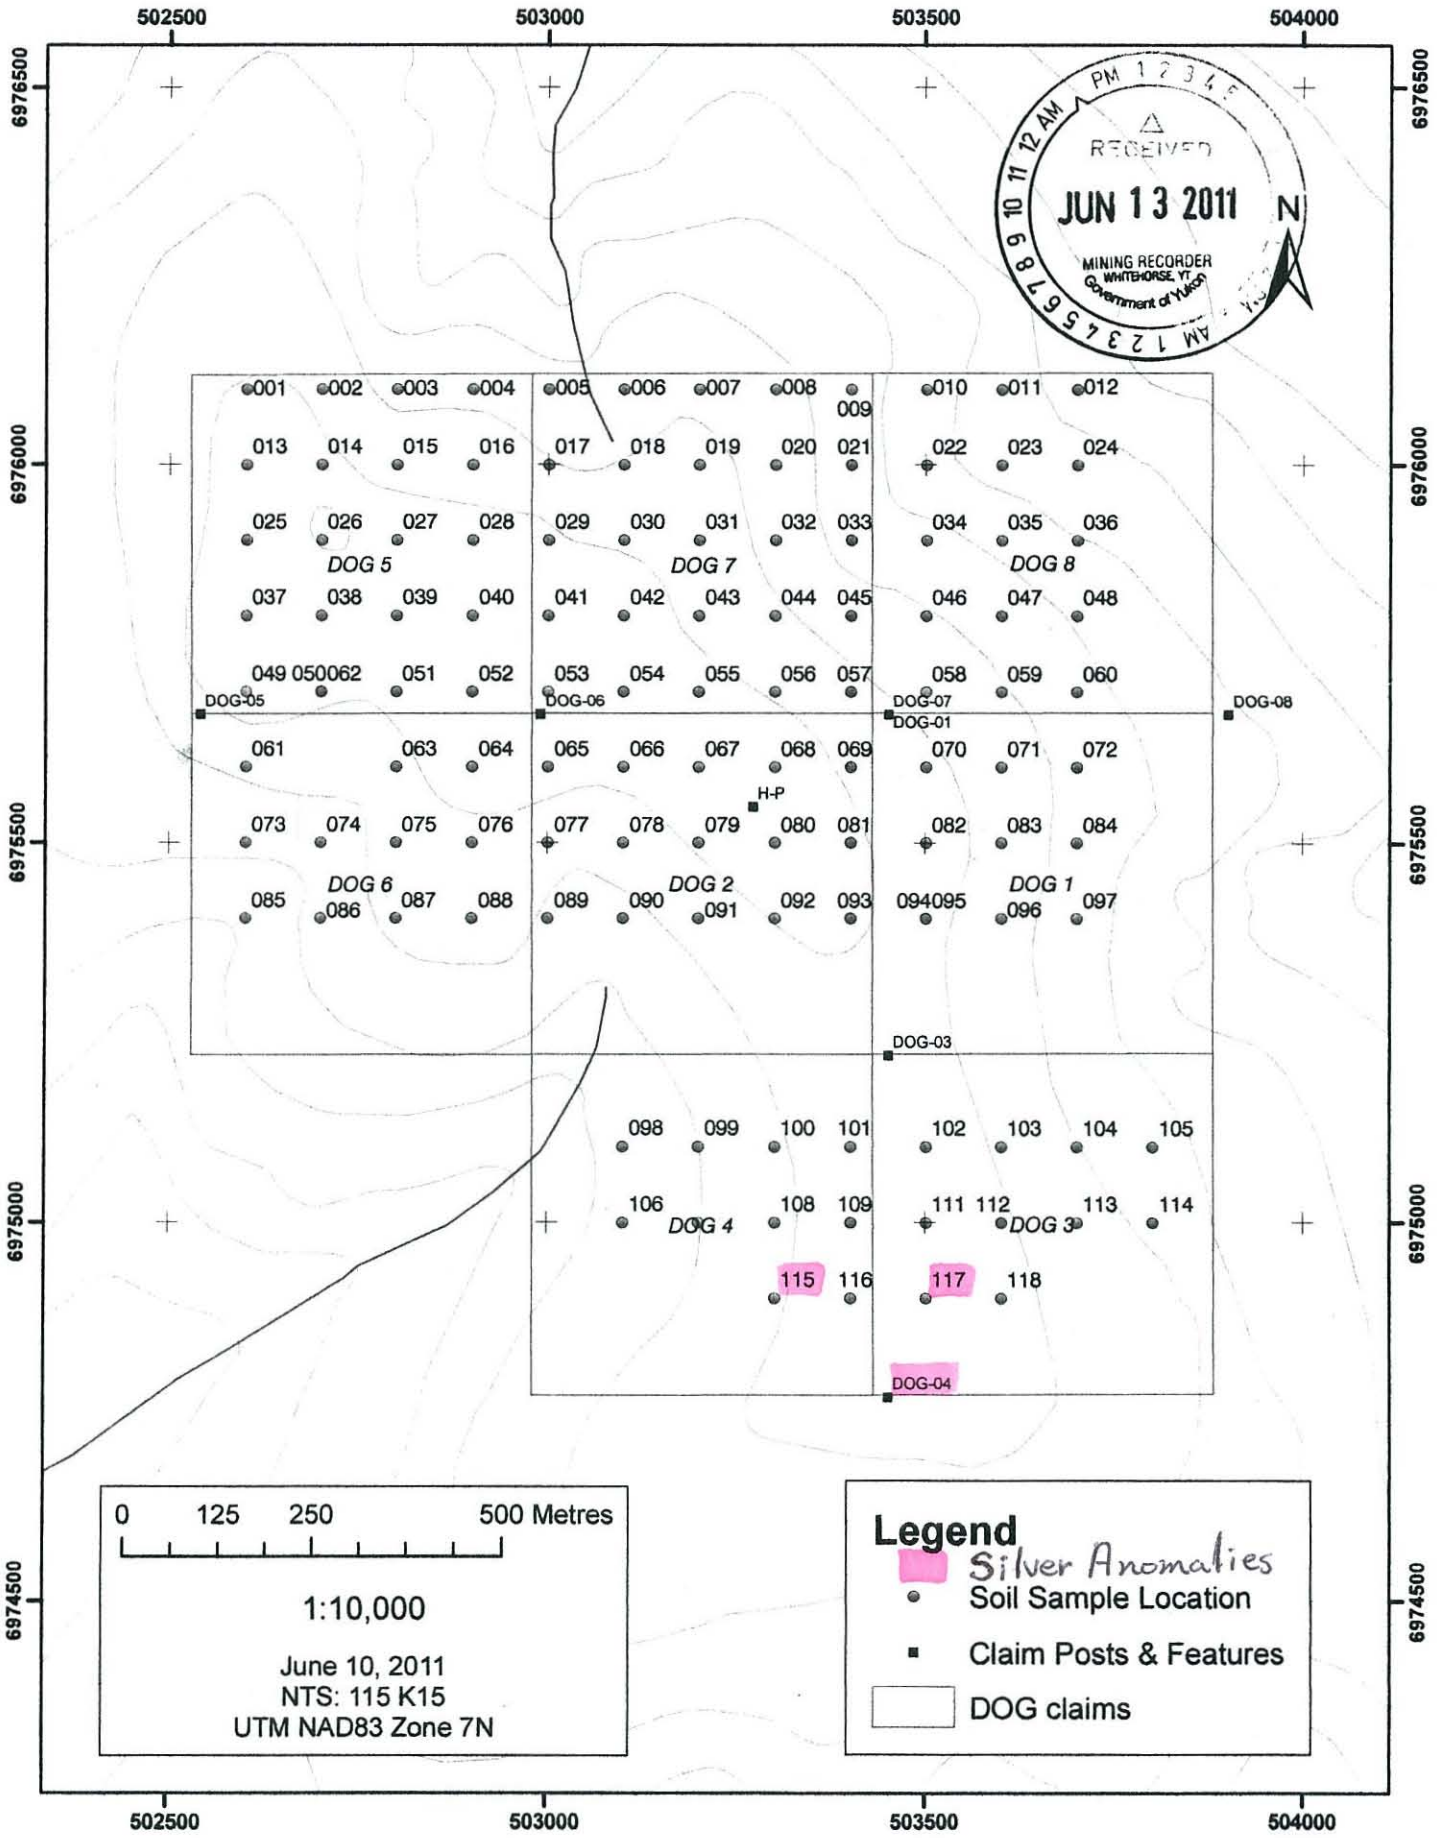 502500 503000 503500 504000
6976500 6976500
PM 1 2 3 4 5
12 AM
11
10
9
8
7
6
5
4
3
2
1
AM
RECEIVED
JUN 13 2011
MINING RECORDER
WHITEHORSE, YT
Government of Yukon
N
001 002 003 004 005 006 007 008 009 010 011 012
6976000 6976000
013 014 015 016 017 018 019 020 021 022 023 024
025 026 027 028 029 030 031 032 033 034 035 036
DOG 5 DOG 7 DOG 8
037 038 039 040 041 042 043 044 045 046 047 048
049 050062 051 052 053 054 055 056 057 058 059 060
DOG-05 DOG-06 DOG-07 DOG-08
DOG-01
061 063 064 065 066 067 068 069 070 071 072
H-P
6975500 6975500
073 074 075 076 077 078 079 080 081 082 083 084
DOG 6 DOG 2 DOG 1
085 086 087 088 089 090 091 092 093 094095 096 097
DOG-03
098 099 100 101 102 103 104 105
6975000 6975000
106 108 109 111 112 113 114
DOG 4 DOG 3
115 116 117 118
DOG-04
0 125 250 500 Metres
1:10,000
June 10, 2011
NTS: 115 K15
UTM NAD83 Zone 7N
Legend
Silver Anomalies
Soil Sample Location
Claim Posts & Features
DOG claims
6974500 6974500
502500 503000 503500 504000